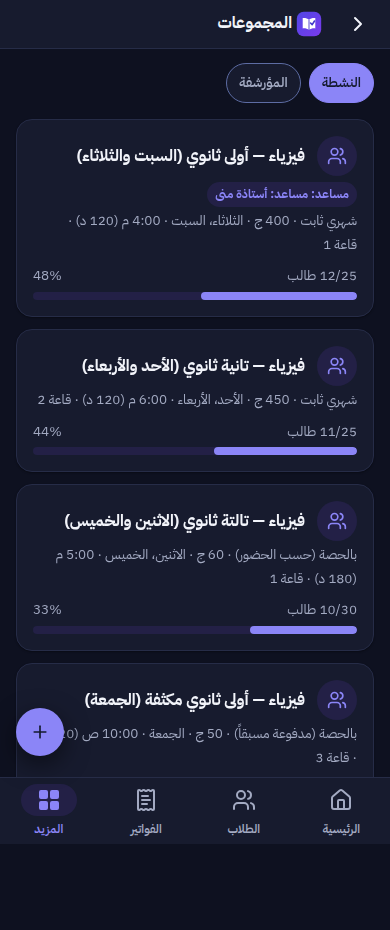 المجموعات
النشطة
المؤرشفة
فيزياء — أولى ثانوي (السبت والثلاثاء)
مساعد: مساعد: أستاذة منى
شهري ثابت · 400 ج · الثلاثاء، السبت · 4:00 م (120 د) ·
قاعة 1
12/25 طالب
48%
فيزياء — تانية ثانوي (الأحد والأربعاء)
شهري ثابت · 450 ج · الأحد، الأربعاء · 6:00 م (120 د) · قاعة 2
11/25 طالب
44%
فيزياء — تالتة ثانوي (الاثنين والخميس)
بالحصة (حسب الحضور) · 60 ج · الاثنين، الخميس · 5:00 م
(180 د) · قاعة 1
10/30 طالب
33%
فيزياء — أولى ثانوي مكثفة (الجمعة)
بالحصة (مدفوعة مسبقاً) · 50 ج · الجمعة · 10:00 ص
· قاعة 3
الرئيسية
الطلاب
الفواتير
المزيد